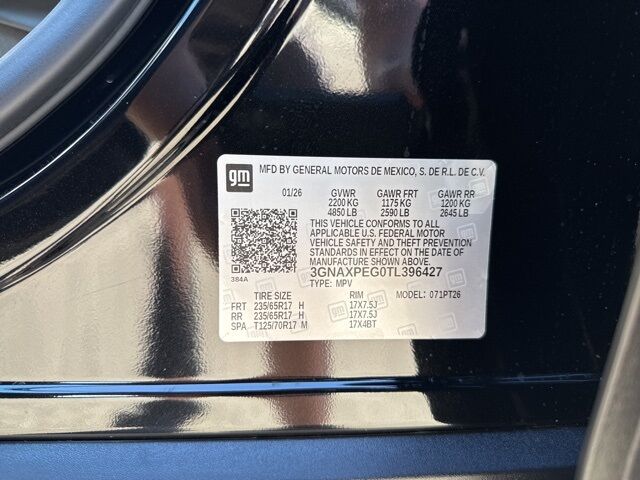 gm MFD BY GENERAL MOTORS DE MEXICO, S. DE R.L. DE C.V.
01/26 GVWR GAWR FRT GAWR RR
2200 KG 1175 KG 1200 KG
4850 LB 2590 LB 2645 LB
THIS VEHICLE CONFORMS TO ALL
APPLICABLE U.S. FEDERAL MOTOR
VEHICLE SAFETY AND THEFT PREVENTION
STANDARDS IN EFFECT ON THE DATE OF
MANUFACTURE SHOWN ABOVE.
3GNAXPEG0TL396427
384A TYPE: MPV
TIRE SIZE RIM MODEL: 071PT26
FRT 235/65R17 H 17X7.5J
RR 235/65R17 H 17X7.5J
SPA T125/70R17 M 17X4BT